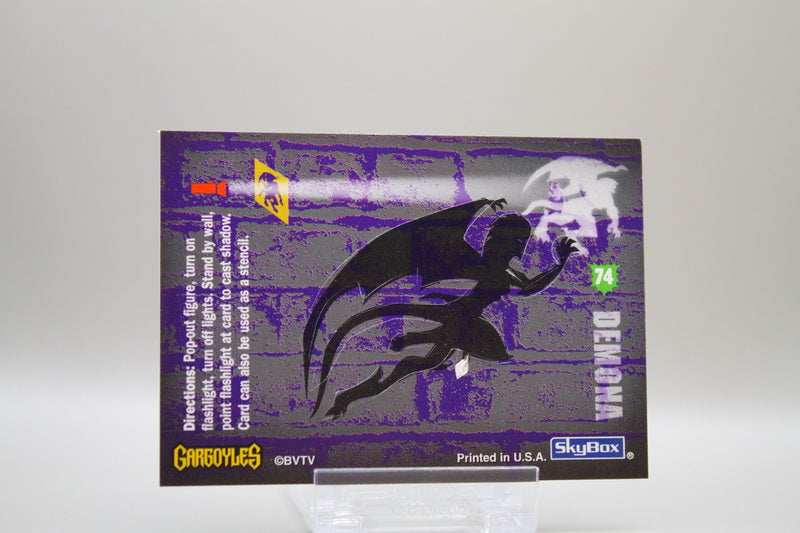 Directions: Pop-out figure, turn on
flashlight, turn off lights, Stand by wall,
point flashlight at card to cast shadow.
Card can also be used as a stencil.
74
DEMONA
GARGOYLES
©BVTV
Printed in U.S.A.
SkyBox®